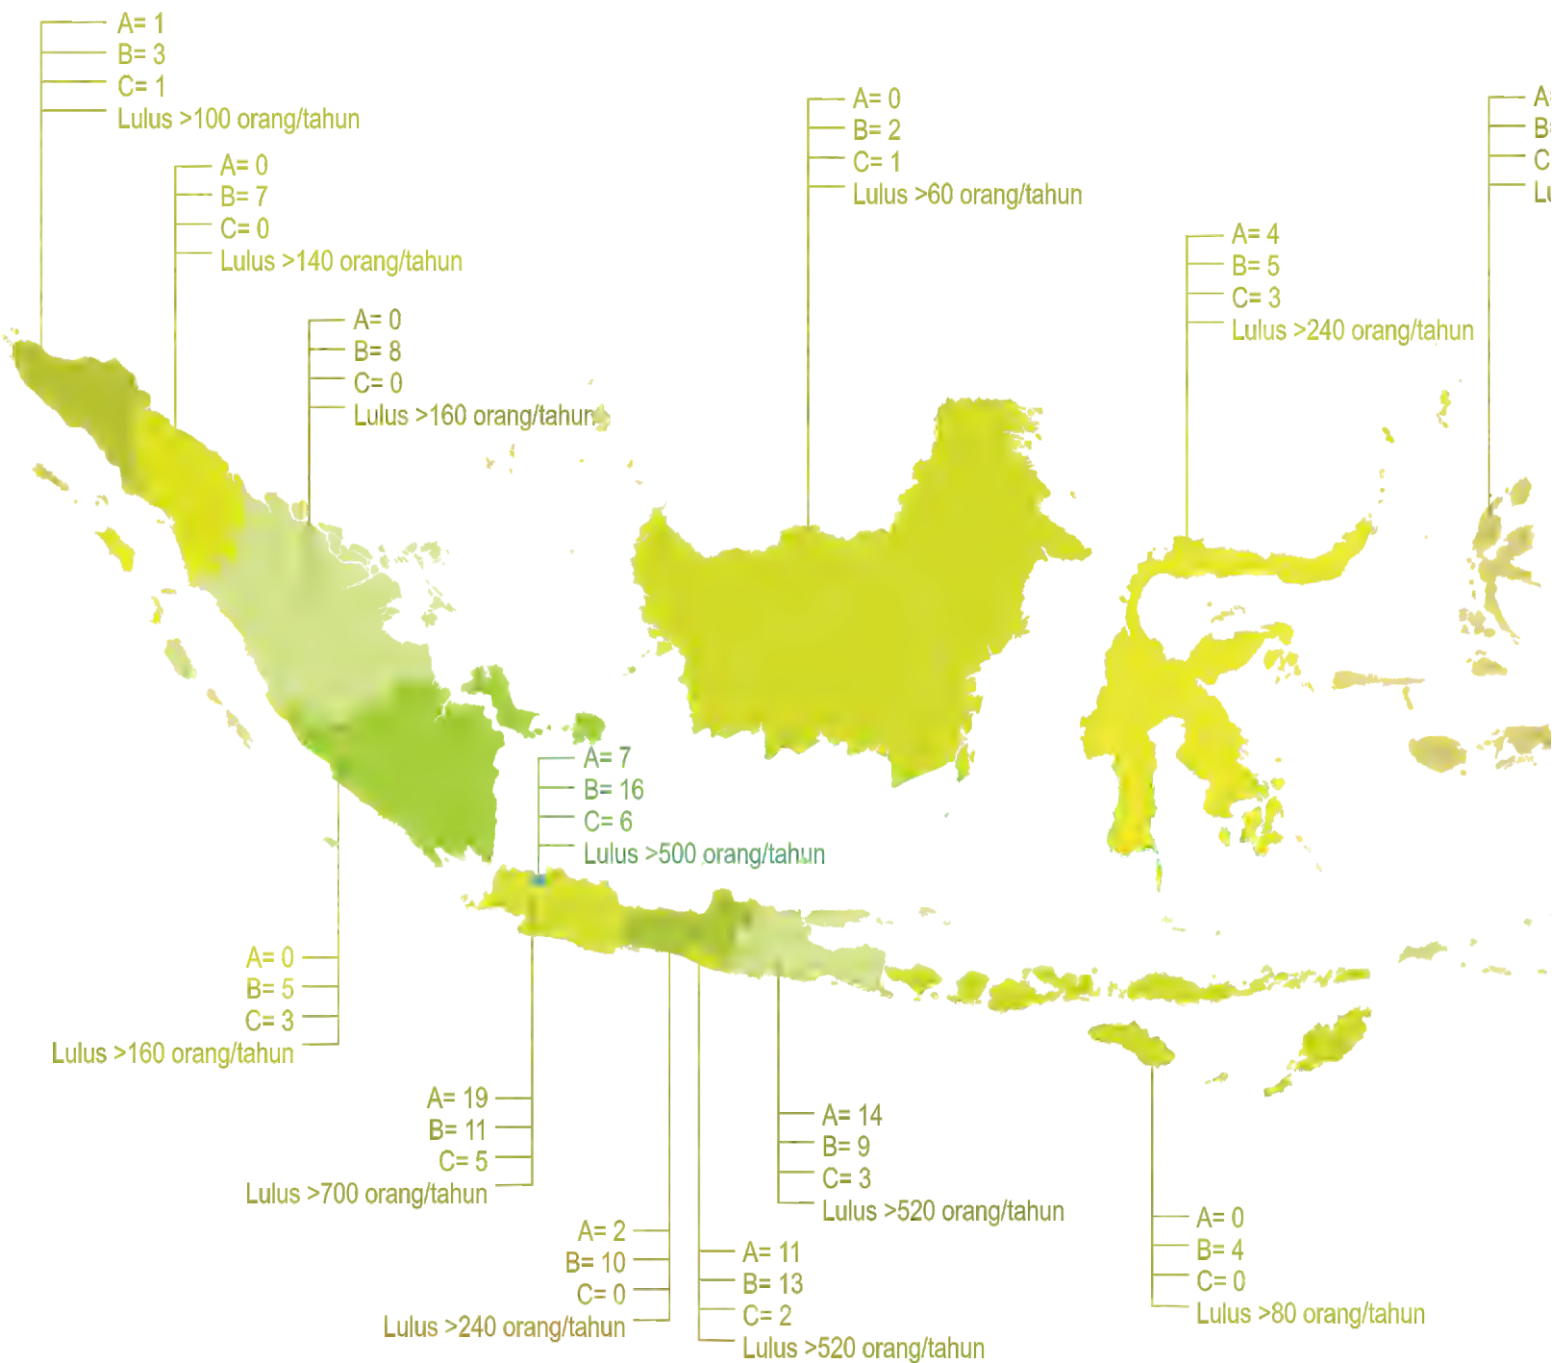 A= 1
B= 3
C= 1
Lulus >100 orang/tahun
A= 0
B= 7
C= 0
Lulus >140 orang/tahun
A= 0
B= 8
C= 0
Lulus >160 orang/tahun
A= 0
B= 2
C= 1
Lulus >60 orang/tahun
A= 4
B= 5
C= 3
Lulus >240 orang/tahun
A=
B=
C
Lu
A= 7
B= 16
C= 6
Lulus >500 orang/tahun
A= 0
B= 5
C= 3
Lulus >160 orang/tahun
A= 19
B= 11
C= 5
Lulus >700 orang/tahun
A= 2
B= 10
C= 0
Lulus >240 orang/tahun
A= 11
B= 13
C= 2
Lulus >520 orang/tahun
A= 14
B= 9
C= 3
Lulus >520 orang/tahun
A= 0
B= 4
C= 0
Lulus >80 orang/tahun